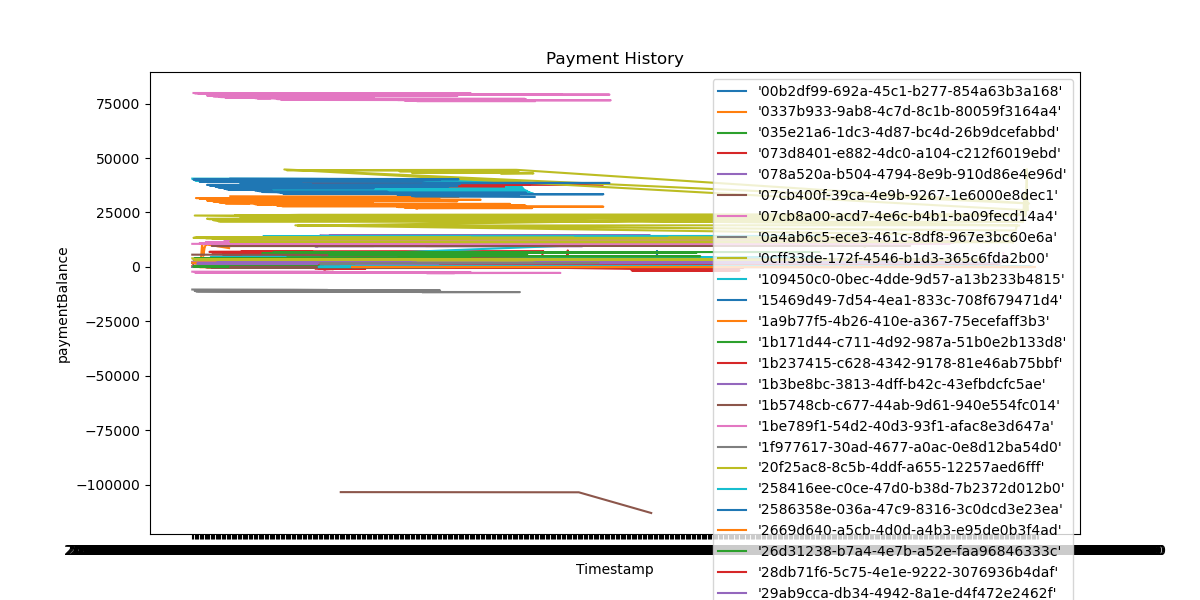 Payment History
75000
50000
25000
0
−25000
−50000
−75000
−100000
paymentBalance
Timestamp
'00b2df99-692a-45c1-b277-854a63b3a168'
'0337b933-9ab8-4c7d-8c1b-80059f3164a4'
'035e21a6-1dc3-4d87-bc4d-26b9dcefabbd'
'073d8401-e882-4dc0-a104-c212f6019ebd'
'078a520a-b504-4794-8e9b-910d86e4e96d'
'07cb400f-39ca-4e9b-9267-1e6000e8dec1'
'07cb8a00-acd7-4e6c-b4b1-ba09fecd14a4'
'0a4ab6c5-ece3-461c-8df8-967e3bc60e6a'
'0cff33de-172f-4546-b1d3-365c6fda2b00'
'109450c0-0bec-4dde-9d57-a13b233b4815'
'15469d49-7d54-4ea1-833c-708f679471d4'
'1a9b77f5-4b26-410e-a367-75ecefaff3b3'
'1b171d44-c711-4d92-987a-51b0e2b133d8'
'1b237415-c628-4342-9178-81e46ab75bbf'
'1b3be8bc-3813-4dff-b42c-43efbdcfc5ae'
'1b5748cb-c677-44ab-9d61-940e554fc014'
'1be789f1-54d2-40d3-93f1-afac8e3d647a'
'1f977617-30ad-4677-a0ac-0e8d12ba54d0'
'20f25ac8-8c5b-4ddf-a655-12257aed6fff'
'258416ee-c0ce-47d0-b38d-7b2372d012b0'
'2586358e-036a-47c9-8316-3c0dcd3e23ea'
'2669d640-a5cb-4d0d-a4b3-e95de0b3f4ad'
'26d31238-b7a4-4e7b-a52e-faa96846333c'
'28db71f6-5c75-4e1e-9222-3076936b4daf'
'29ab9cca-db34-4942-8a1e-d4f472e2462f'